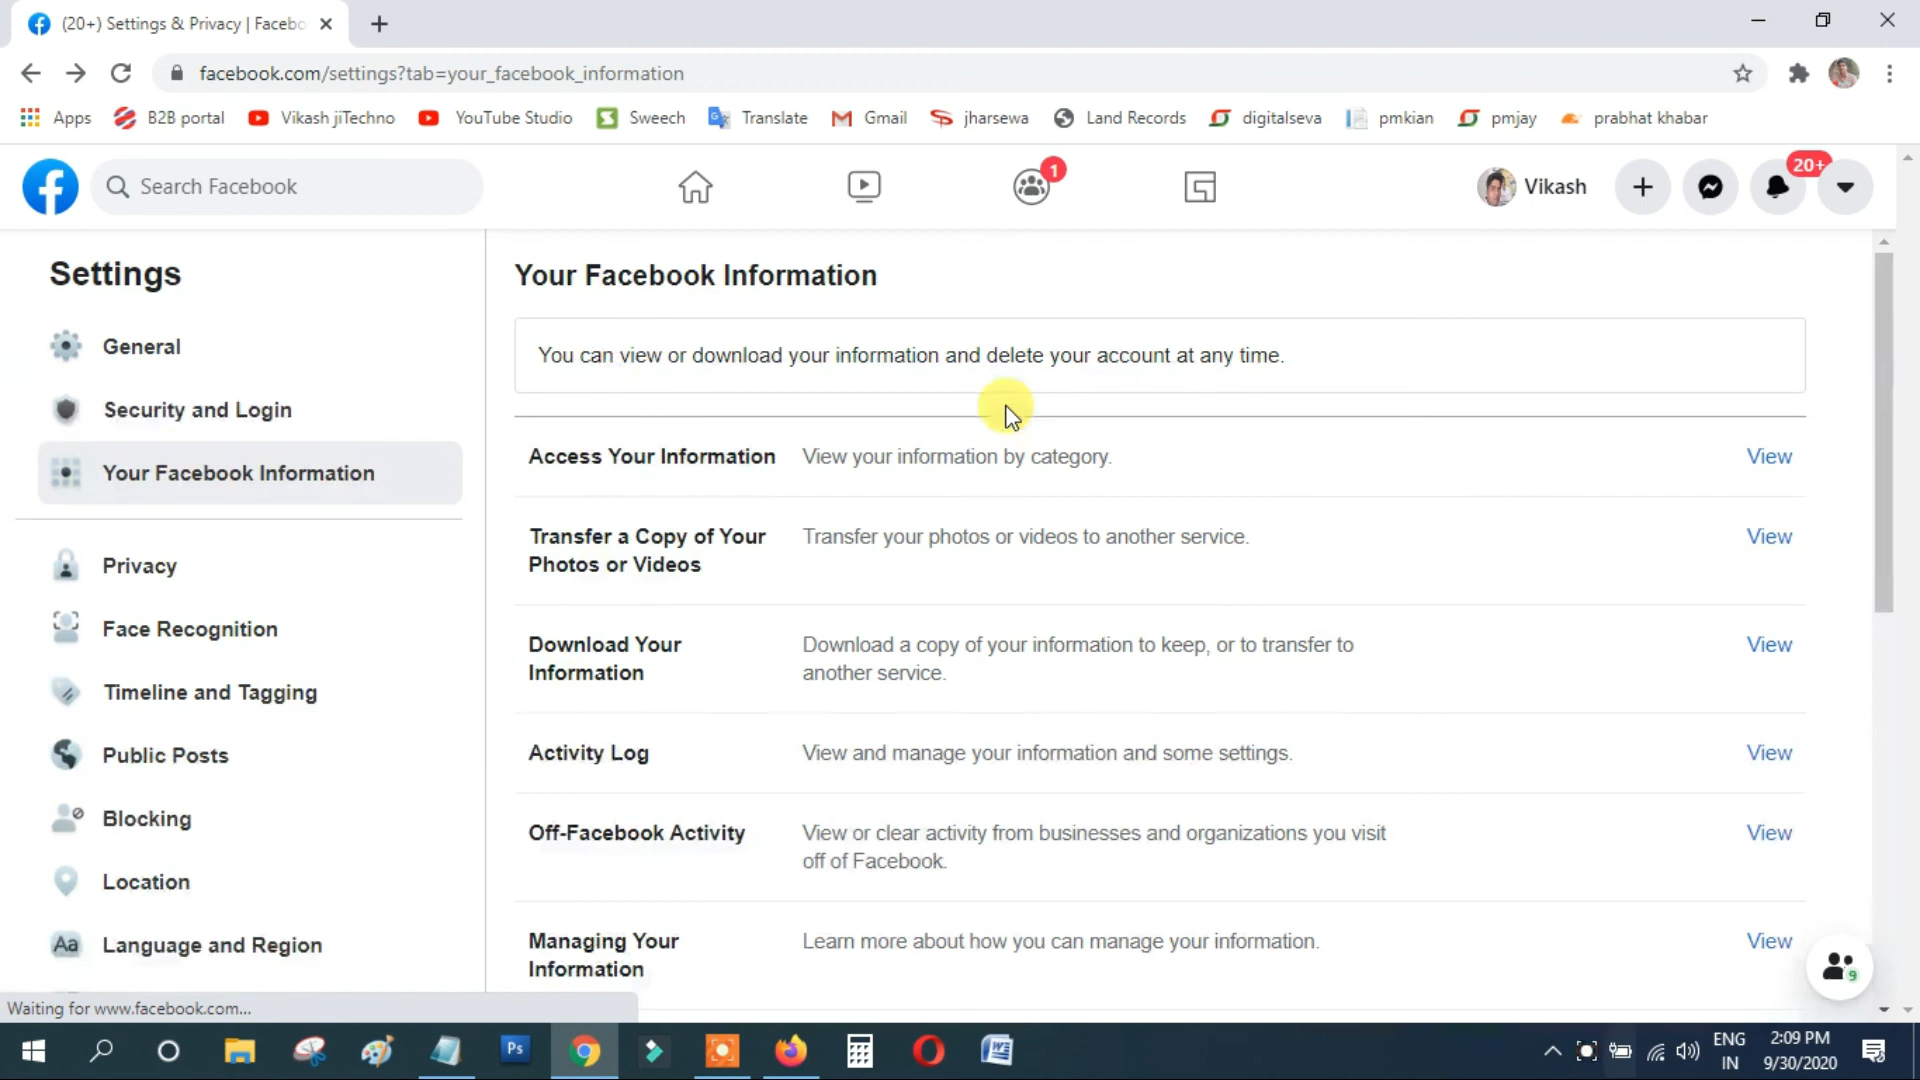 (20+) Settings & Privacy | Facebo
facebook.com/settings?tab=your_facebook_information
Apps B2B portal Vikash jiTechno YouTube Studio Sweech Translate Gmail jharsewa Land Records digitalseva pmkian pmjay prabhat khabar
Search Facebook
1
Vikash
20+
Settings
General
Security and Login
Your Facebook Information
Privacy
Face Recognition
Timeline and Tagging
Public Posts
Blocking
Location
Aa Language and Region
Your Facebook Information
You can view or download your information and delete your account at any time.
Access Your Information View your information by category. View
Transfer a Copy of Your Transfer your photos or videos to another service. View
Photos or Videos
Download Your Download a copy of your information to keep, or to transfer to View
Information another service.
Activity Log View and manage your information and some settings. View
Off-Facebook Activity View or clear activity from businesses and organizations you visit View
off of Facebook.
Managing Your Learn more about how you can manage your information. View
Information
9
Waiting for www.facebook.com...
Ps
W
ENG 2:09 PM
IN 9/30/2020